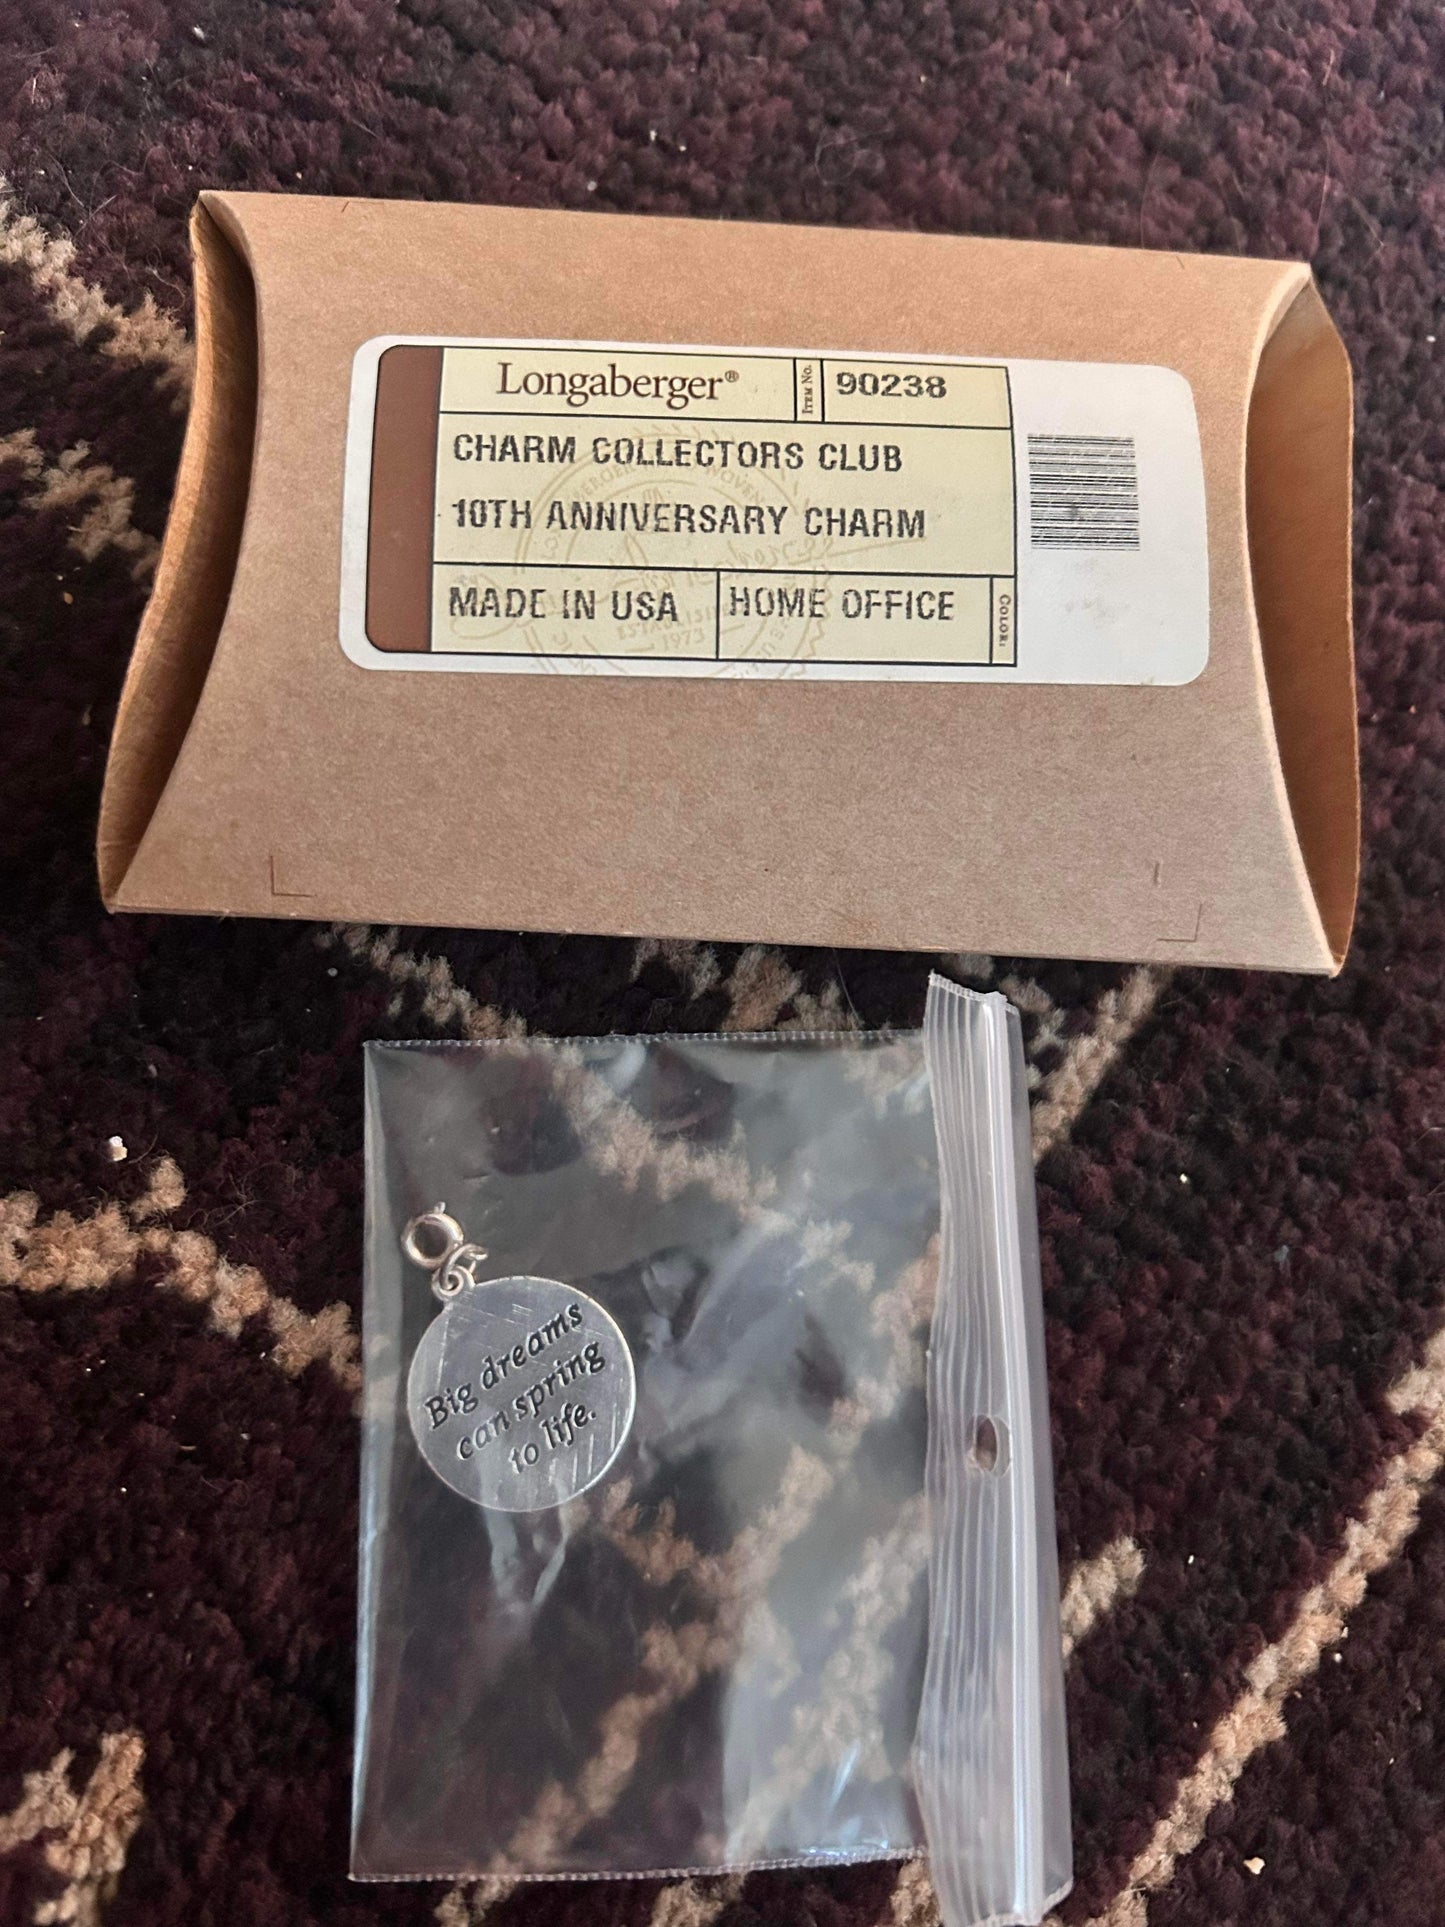 Longaberger®
ITEM NO. 90238
CHARM COLLECTORS CLUB
10TH ANNIVERSARY CHARM
MADE IN USA HOME OFFICE COLOR:
1973
Big dreams
can spring
to life.